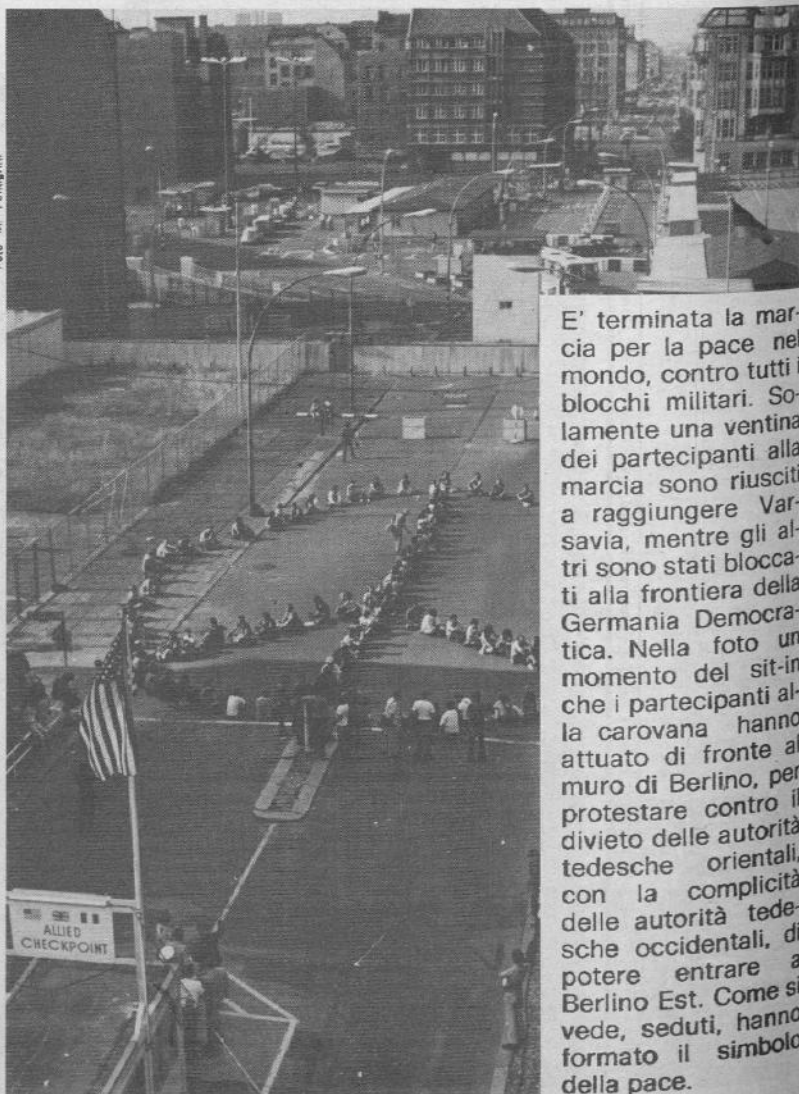 ALLIED
CHECKPOINT
E' terminata la mar-
cia per la pace nel
mondo, contro tutti i
blocchi militari. So-
lamente una ventina
dei partecipanti alla
marcia sono riusciti
a raggiungere Var-
savia, mentre gli al-
tri sono stati blocca-
ti alla frontiera della
Germania Democra-
tica. Nella foto un
momento del sit-in
che i partecipanti al-
la carovana hanno
attuato di fronte al
muro di Berlino, per
protestare contro il
divieto delle autorità
tedesche orientali,
con la complicità
delle autorità tede-
sche occidentali, di
potere entrare a
Berlino Est. Come si
vede, seduti, hanno
formato il simbolo
della pace.